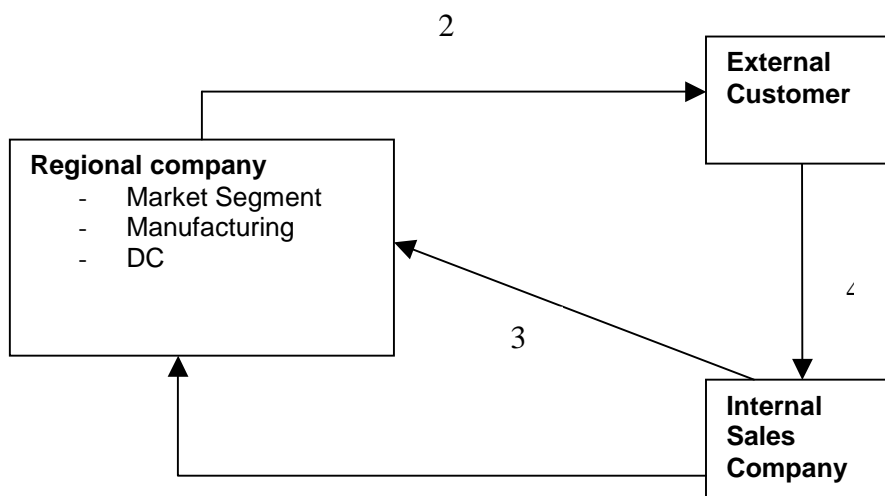 2
External
Customer
Regional company
- Market Segment
- Manufacturing
- DC
3
Internal
Sales
Company